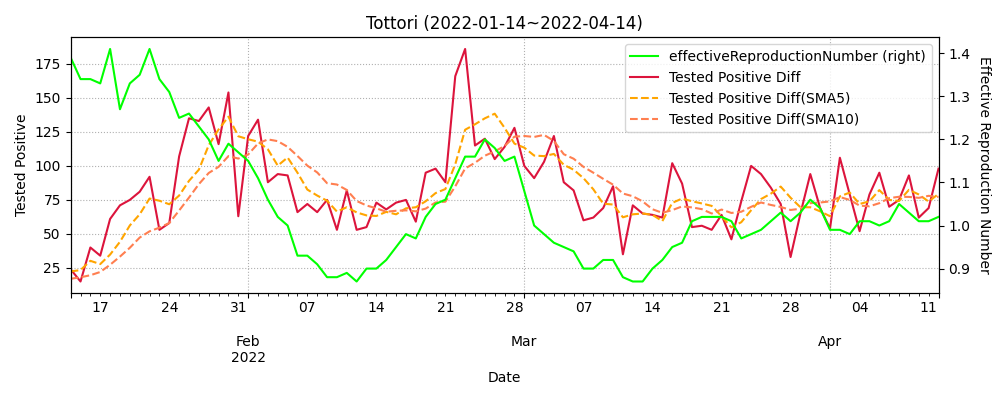 Tottori (2022-01-14~2022-04-14)
effectiveReproductionNumber (right)
Tested Positive Diff
Tested Positive Diff(SMA5)
Tested Positive Diff(SMA10)
Tested Positive
175
150
125
100
75
50
25
1.4
1.3
1.2
1.1
1.0
0.9
Effective Reproduction Number
17 24 31 07 14 21 28 07 14 21 28 04 11
Feb Mar Apr
2022
Date